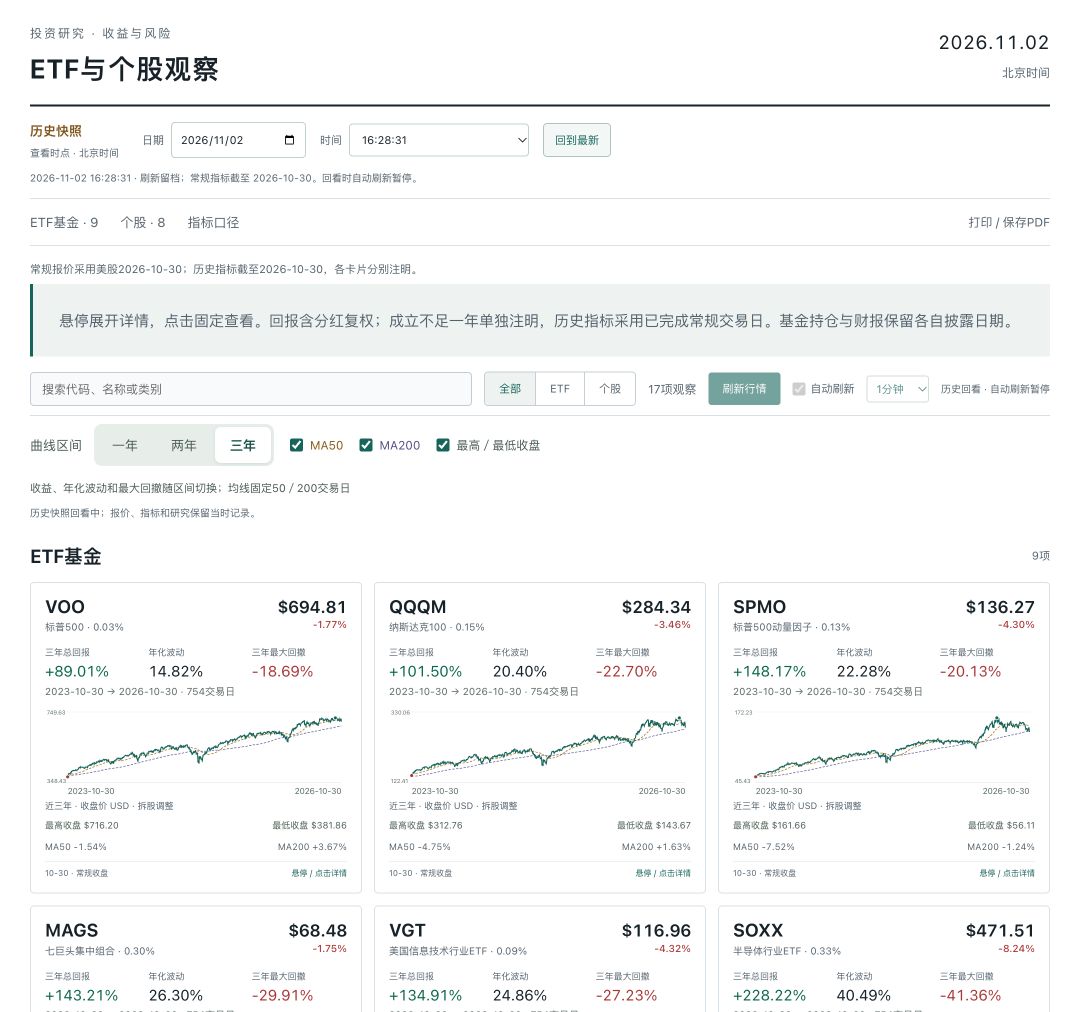 投资研究 · 收益与风险
ETF与个股观察
2026.11.02
北京时间
历史快照
查看时点 · 北京时间
日期 2026/11/02 时间 16:28:31 回到最新
2026-11-02 16:28:31 · 刷新留档；常规指标截至 2026-10-30。回看时自动刷新暂停。
ETF基金 · 9 个股 · 8 指标口径 打印 / 保存PDF
常规报价采用美股2026-10-30；历史指标截至2026-10-30，各卡片分别注明。
悬停展开详情，点击固定查看。回报含分红复权；成立不足一年单独注明，历史指标采用已完成常规交易日。基金持仓与财报保留各自披露日期。
搜索代码、名称或类别 全部 ETF 个股 17项观察 刷新行情 自动刷新 1分钟 历史回看 · 自动刷新暂停
曲线区间 一年 两年 三年 MA50 MA200 最高 / 最低收盘
收益、年化波动和最大回撤随区间切换；均线固定50 / 200交易日
历史快照回看中；报价、指标和研究保留当时记录。
ETF基金 9项
VOO $694.81
标普500 · 0.03% -1.77%
三年总回报 年化波动 三年最大回撤
+89.01% 14.82% -18.69%
2023-10-30 → 2026-10-30 · 754交易日
749.68
348.43
2023-10-30 2026-10-30
近三年 · 收盘价 USD · 拆股调整
最高收盘 $716.20 最低收盘 $381.86
MA50 -1.54% MA200 +3.67%
10-30 · 常规收盘 悬停 / 点击详情
QQQM $284.34
纳斯达克100 · 0.15% -3.46%
三年总回报 年化波动 三年最大回撤
+101.50% 20.40% -22.70%
2023-10-30 → 2026-10-30 · 754交易日
330.06
122.41
2023-10-30 2026-10-30
近三年 · 收盘价 USD · 拆股调整
最高收盘 $312.76 最低收盘 $143.67
MA50 -4.75% MA200 +1.63%
10-30 · 常规收盘 悬停 / 点击详情
SPMO $136.27
标普500动量因子 · 0.13% -4.30%
三年总回报 年化波动 三年最大回撤
+148.17% 22.28% -20.13%
2023-10-30 → 2026-10-30 · 754交易日
172.23
45.43
2023-10-30 2026-10-30
近三年 · 收盘价 USD · 拆股调整
最高收盘 $161.66 最低收盘 $56.11
MA50 -7.52% MA200 -1.24%
10-30 · 常规收盘 悬停 / 点击详情
MAGS $68.48
七巨头集中组合 · 0.30% -1.75%
三年总回报 年化波动 三年最大回撤
+143.21% 26.30% -29.91%
VGT $116.96
美国信息技术行业ETF · 0.09% -4.32%
三年总回报 年化波动 三年最大回撤
+134.91% 24.86% -27.23%
SOXX $471.51
半导体行业ETF · 0.33% -8.24%
三年总回报 年化波动 三年最大回撤
+228.22% 40.49% -41.36%